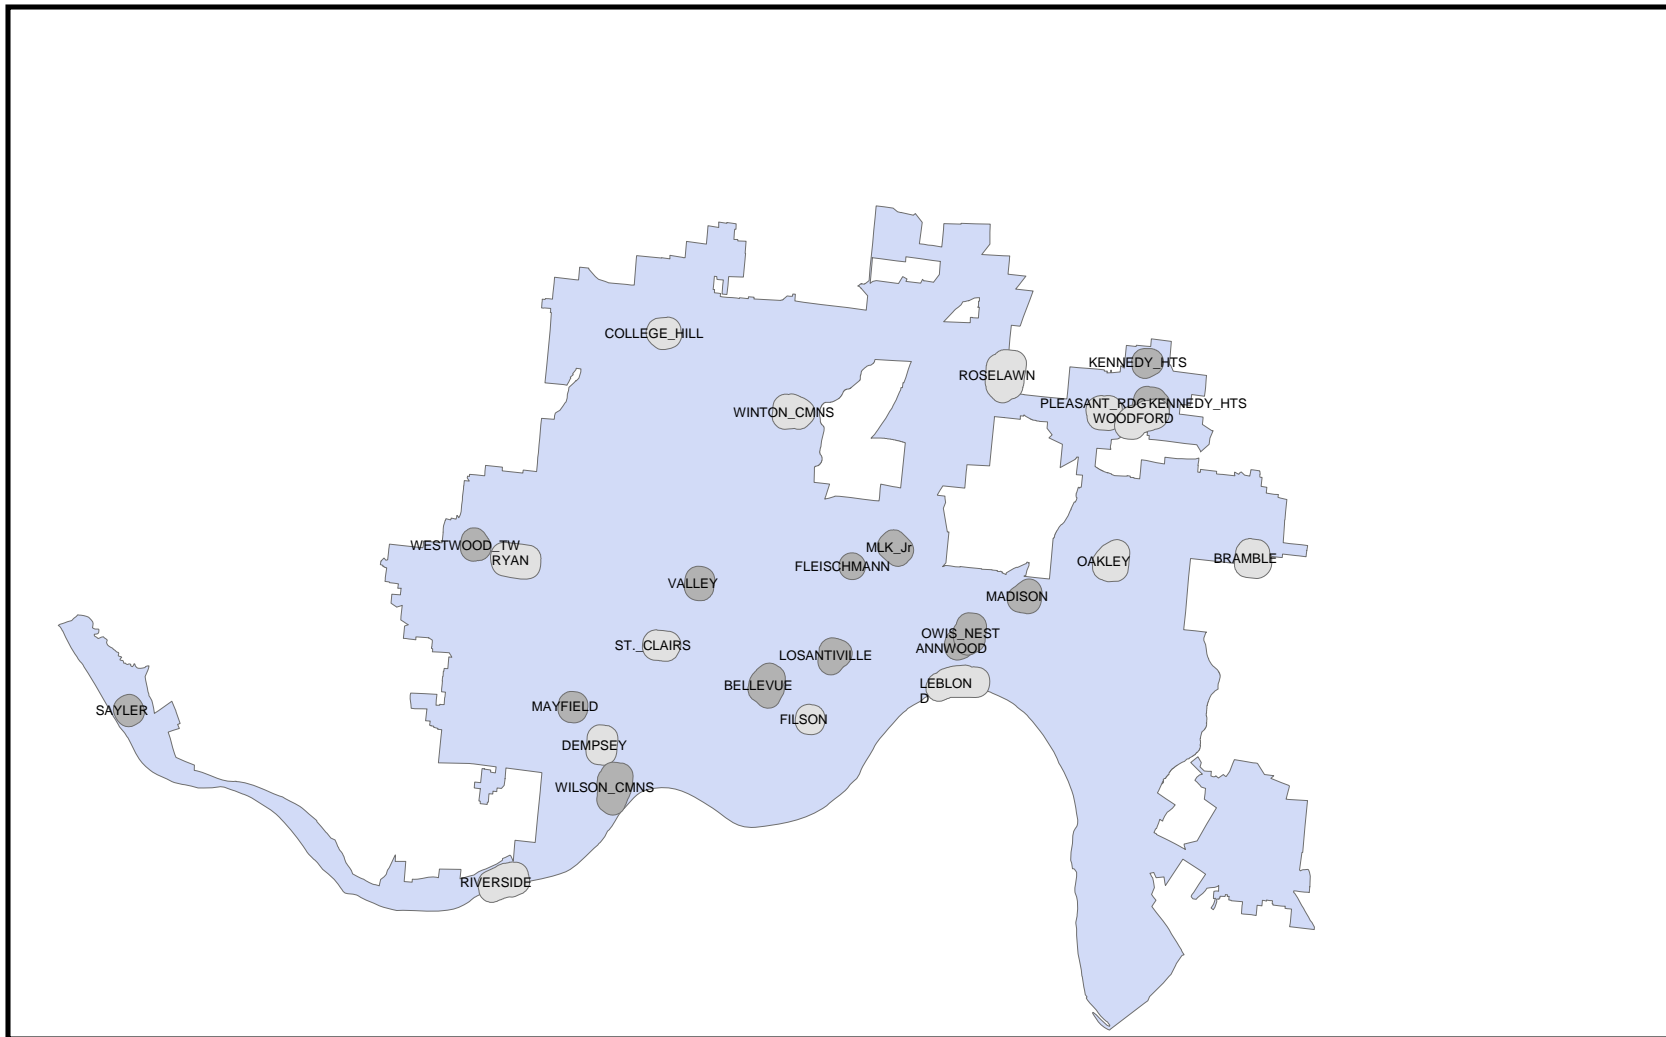 COLLEGE_HILL
KENNEDY_HTS
ROSELAWN
PLEASANT_RDG
KENNEDY_HTS
WINTON_CMNS
WOODFORD
WESTWOOD_TW
RYAN
MLK_Jr
FLEISCHMANN
OAKLEY
BRAMBLE
VALLEY
MADISON
OWIS_NEST
ANNWOOD
ST._CLAIRS
LOSANTIVILLE
BELLEVUE
LEBLON
D
SAYLER
MAYFIELD
FILSON
DEMPSEY
WILSON_CMNS
RIVERSIDE